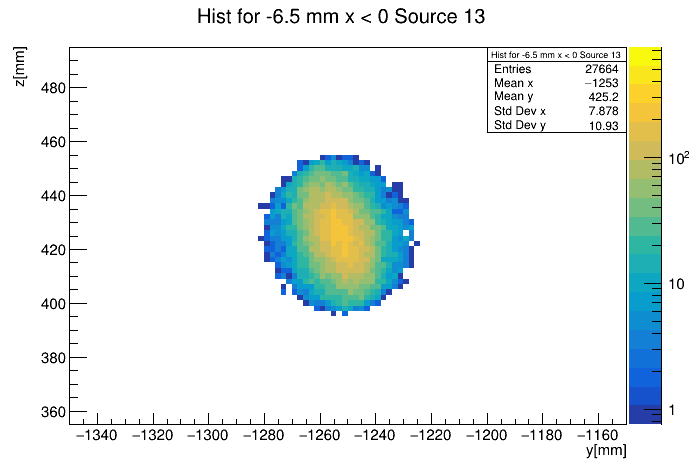 Hist for -6.5 mm x < 0 Source 13
z[mm]
Hist for -6.5 mm x < 0 Source 13
Entries 27664
Mean x −1253
Mean y 425.2
Std Dev x 7.878
Std Dev y 10.93
480
460
440
420
400
380
360
10²
10
1
−1340 −1320 −1300 −1280 −1260 −1240 −1220 −1200 −1180 −1160
y[mm]